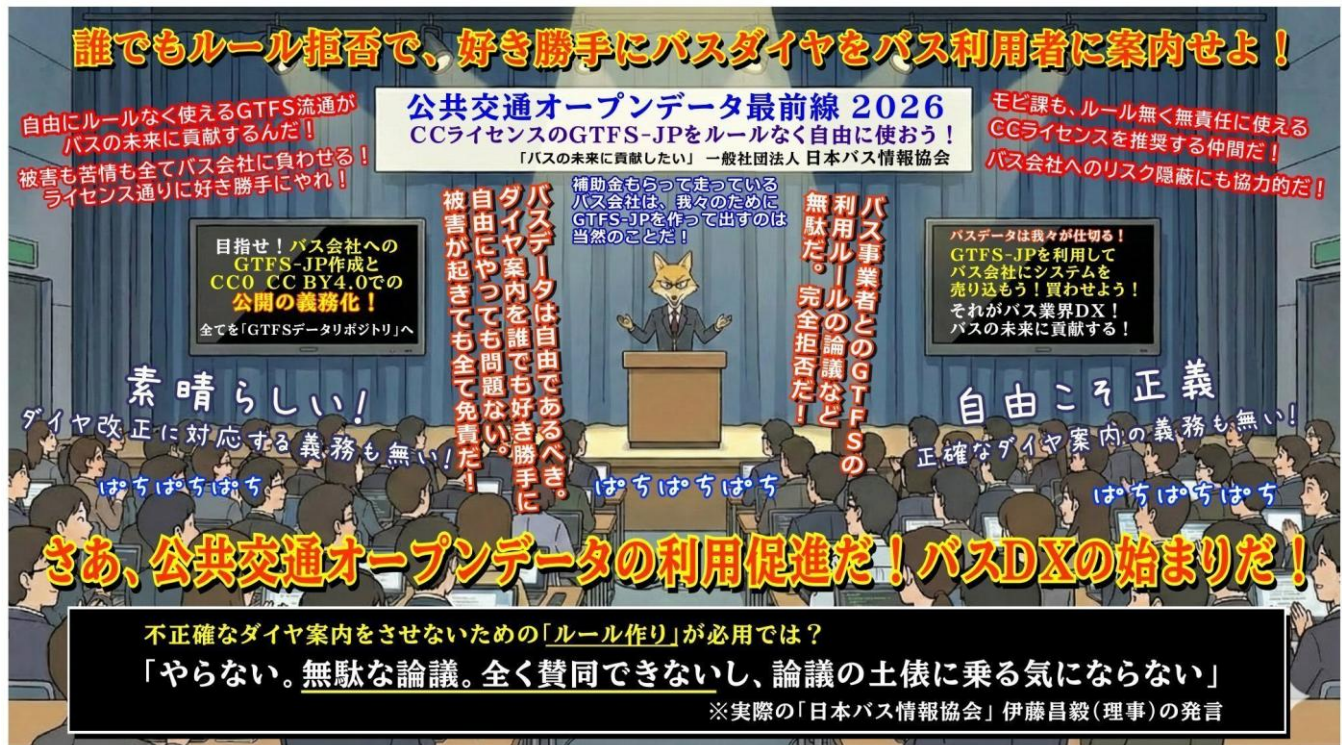 誰でもルール拒否で、好き勝手にバスダイヤをバス利用者に案内せよ！
自由にルールなく使えるGTFS流通が
バスの未来に貢献するんだ！
被害も苦情も全てバス会社に負わせる！
ライセンス通りに好き勝手にやれ！
公共交通オープンデータ最前線 2026
CCライセンスのGTFS-JPをルールなく自由に使おう！
「バスの未来に貢献したい」 一般社団法人 日本バス情報協会
モビ課も、ルール無く無責任に使える
CCライセンスを推奨する仲間だ！
バス会社へのリスク隠蔽にも協力的だ！
補助金もらって走っている
バス会社は、我々のために
GTFS-JPを作って出すのは
当然のことだ！
目指せ！バス会社への
GTFS-JP作成と
CC0 CC BY4.0での
公開の義務化！
全てを「GTFSデータリポジトリ」へ
バスデータは自由であるべき。
ダイヤ案内を誰でも好き勝手に
自由にやっても問題ない。
被害が起きても全て免責だ！
バス事業者とのGTFSの
利用ルールの論議など
無駄だ。完全拒否だ！
バスデータは我々が仕切る！
GTFS-JPを利用して
バス会社にシステムを
売り込もう！買わせよう！
それがバス業界DX！
バスの未来に貢献する！
素晴らしい！
ダイヤ改正に対応する義務も無い！
ぱちぱちぱち
ぱちぱちぱち
自由こそ正義
正確なダイヤ案内の義務も無い！
ぱちぱちぱち
さあ、公共交通オープンデータの利用促進だ！バスDXの始まりだ！
不正確なダイヤ案内をさせないための「ルール作り」が必用では？
「やらない。無駄な論議。全く賛同できないし、論議の土俵に乗る気にならない」
※実際の「日本バス情報協会」伊藤昌毅（理事）の発言